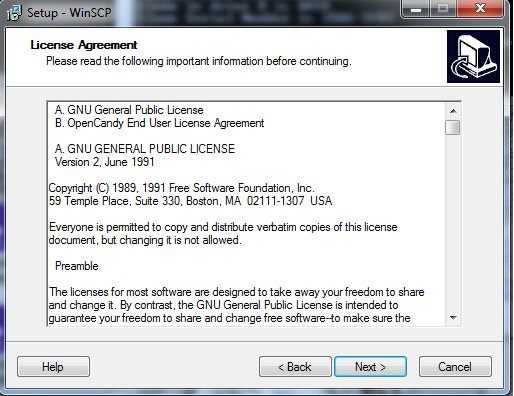 Setup - WinSCP
License Agreement
Please read the following important information before continuing.
A. GNU General Public License
B. OpenCandy End User License Agreement
A. GNU GENERAL PUBLIC LICENSE
Version 2, June 1991
Copyright (C) 1989, 1991 Free Software Foundation, Inc.
59 Temple Place, Suite 330, Boston, MA  02111-1307  USA
Everyone is permitted to copy and distribute verbatim copies of this license
document, but changing it is not allowed.
Preamble
The licenses for most software are designed to take away your freedom to share
and change it. By contrast, the GNU General Public License is intended to
guarantee your freedom to share and change free software--to make sure the
Help
< Back
Next >
Cancel